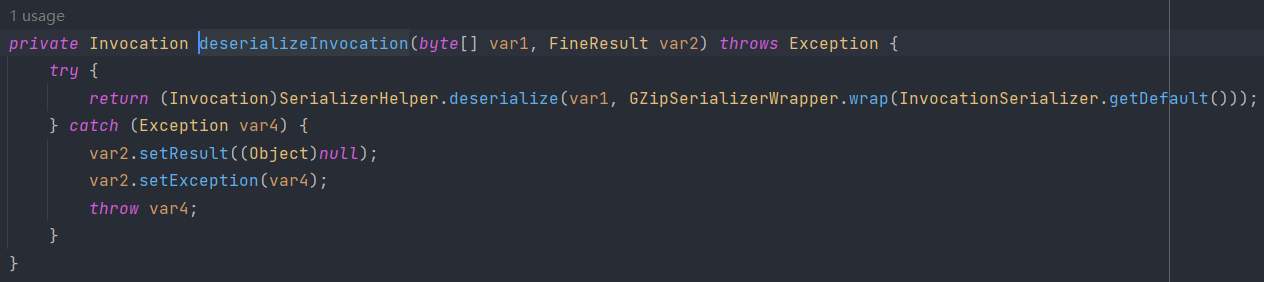 1 usage
private Invocation deserializeInvocation(byte[] var1, FineResult var2) throws Exception {
    try {
        return (Invocation)SerializerHelper.deserialize(var1, GZipSerializerWrapper.wrap(InvocationSerializer.getDefault()));
    } catch (Exception var4) {
        var2.setResult((Object)null);
        var2.setException(var4);
        throw var4;
    }
}